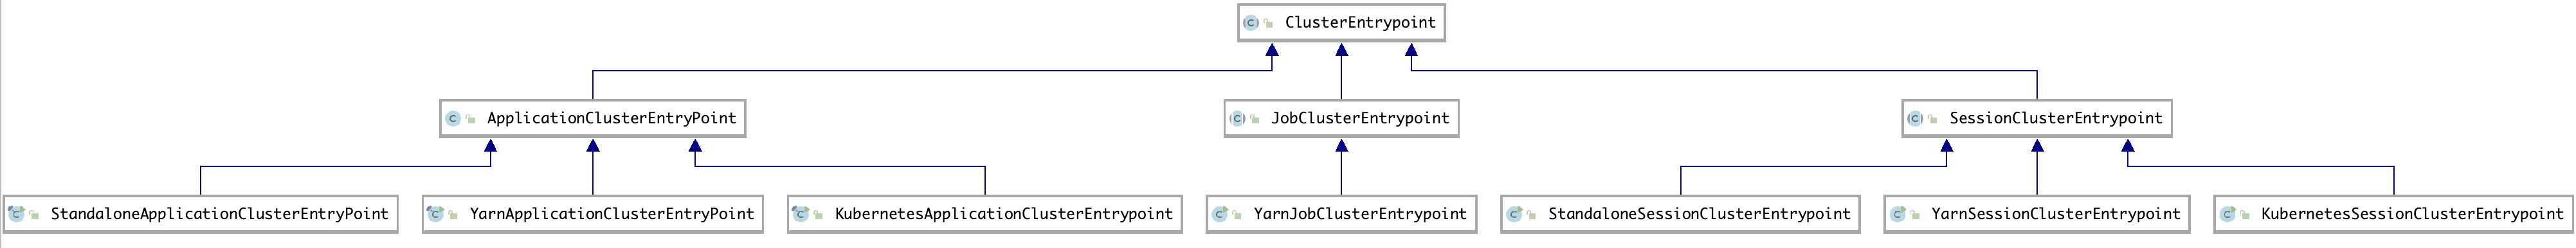 ClusterEntrypoint
ApplicationClusterEntryPoint
JobClusterEntrypoint
SessionClusterEntrypoint
StandaloneApplicationClusterEntryPoint
YarnApplicationClusterEntryPoint
KubernetesApplicationClusterEntrypoint
YarnJobClusterEntrypoint
StandaloneSessionClusterEntrypoint
YarnSessionClusterEntrypoint
KubernetesSessionClusterEntrypoint